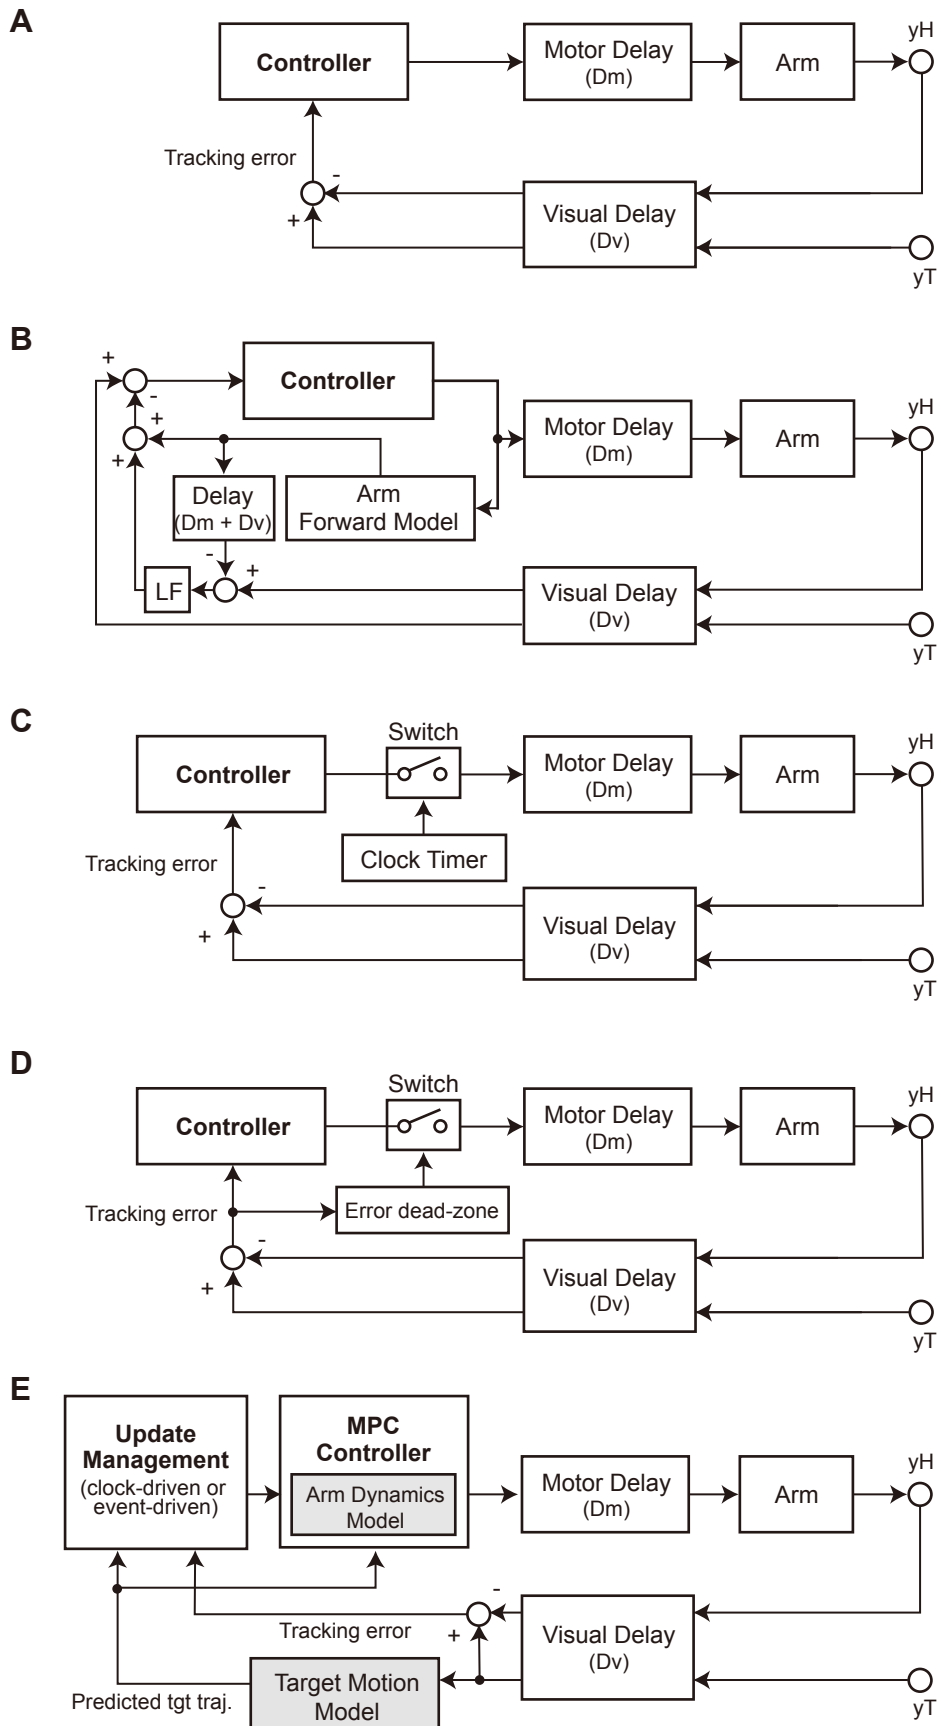 A
yH
Controller
Motor Delay
(Dm)
Arm
Tracking error
-
+
Visual Delay
(Dv)
yT
B
+
Controller
yH
-
+
+
Motor Delay
(Dm)
Arm
Delay
(Dm + Dv)
Arm
Forward Model
-
+
LF
Visual Delay
(Dv)
yT
C
Switch
yH
Controller
Motor Delay
(Dm)
Arm
Clock Timer
Tracking error
-
+
Visual Delay
(Dv)
yT
D
Switch
yH
Controller
Motor Delay
(Dm)
Arm
Error dead-zone
Tracking error
-
+
Visual Delay
(Dv)
yT
E
Update
Management
(clock-driven or
event-driven)
MPC
Controller
Arm Dynamics
Model
Motor Delay
(Dm)
Arm
yH
-
+
Tracking error
Visual Delay
(Dv)
Predicted tgt traj.
Target Motion
Model
yT